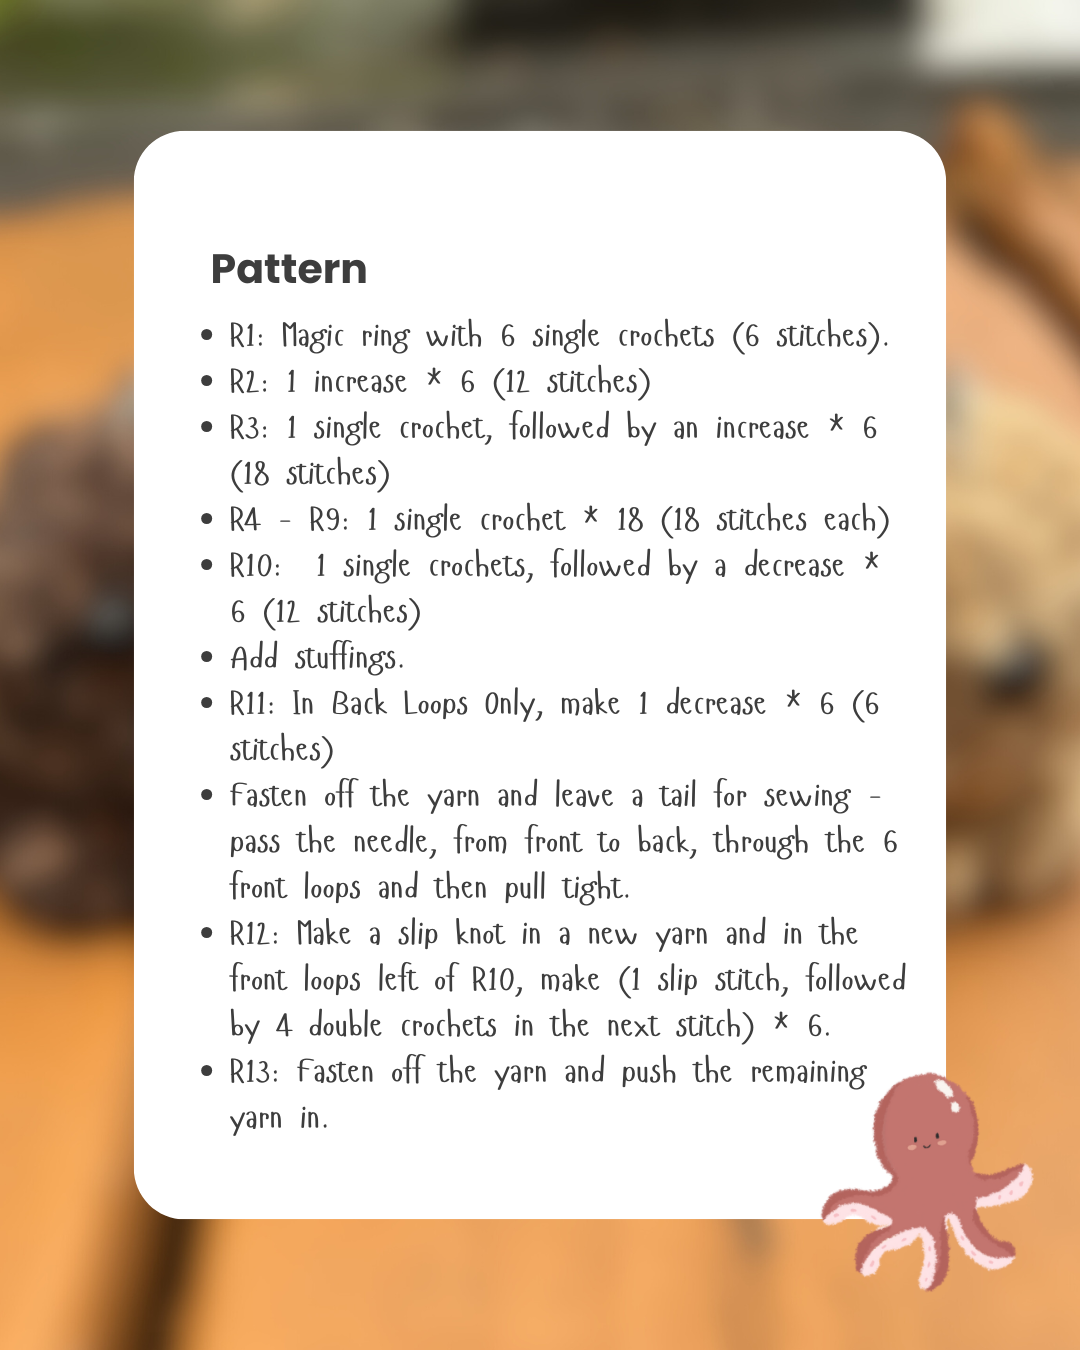 Pattern
• R1: Magic ring with 6 single crochets (6 stitches).
• R2: 1 increase * 6 (12 stitches)
• R3: 1 single crochet, followed by an increase * 6
(18 stitches)
• R4 - R9: 1 single crochet * 18 (18 stitches each)
• R10:  1 single crochets, followed by a decrease *
6 (12 stitches)
• Add stuffings.
• R11: In Back Loops Only, make 1 decrease * 6 (6
stitches)
• Fasten off the yarn and leave a tail for sewing -
pass the needle, from front to back, through the 6
front loops and then pull tight.
• R12: Make a slip knot in a new yarn and in the
front loops left of R10, make (1 slip stitch, followed
by 4 double crochets in the next stitch) * 6.
• R13: Fasten off the yarn and push the remaining
yarn in.